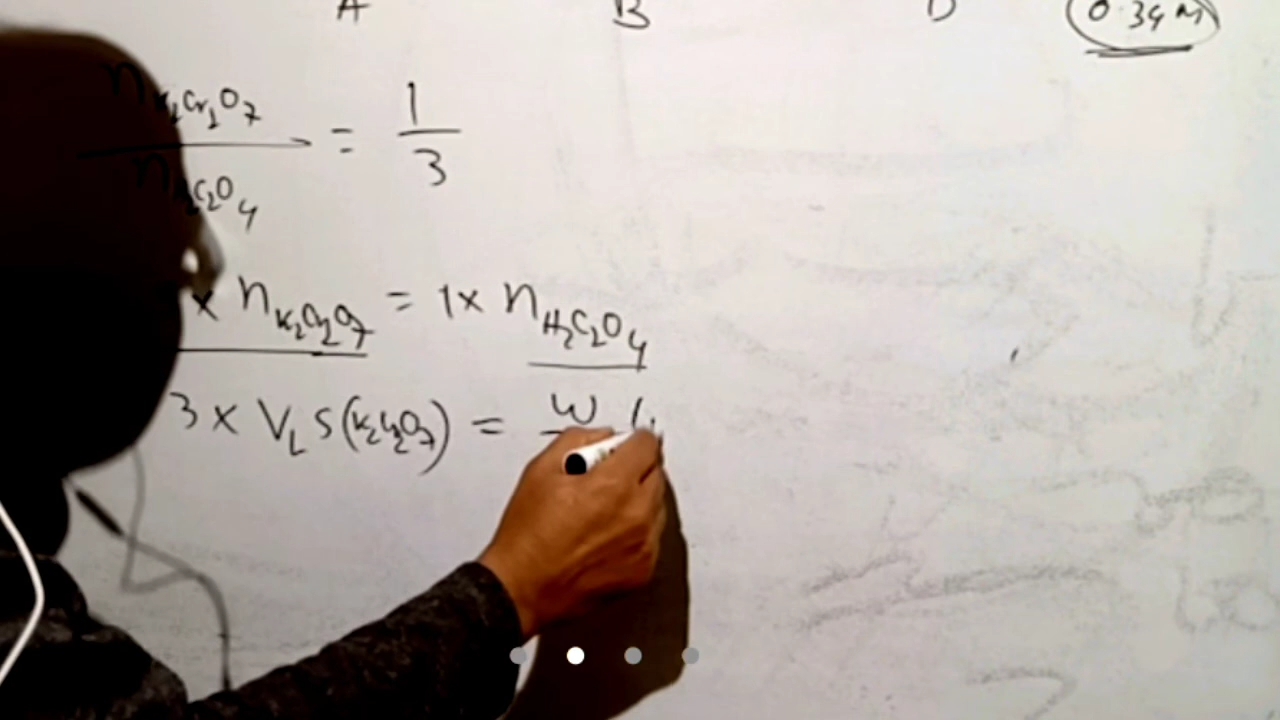 A B D 0.34 M
n K2Cr2O7 / n H2C2O4 = 1/3
x n K2Cr2O7 = 1 x n H2C2O4
3 x VL S(K2Cr2O7) = w